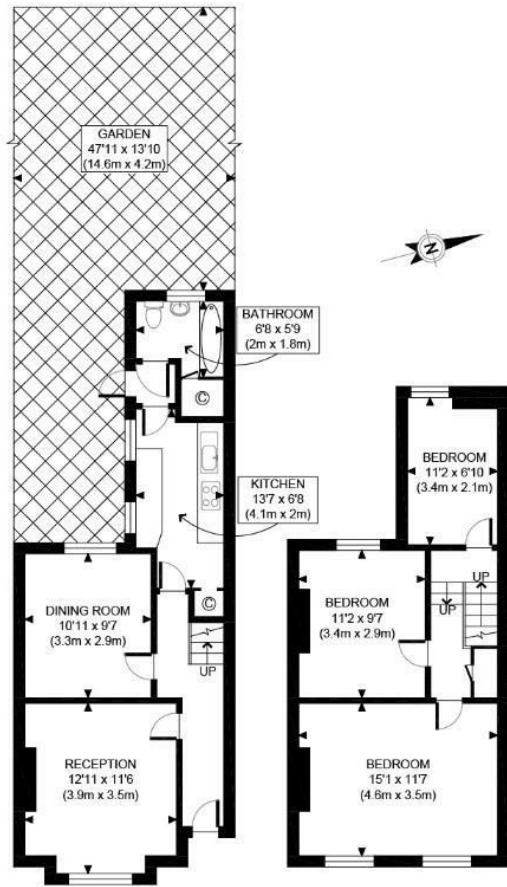 GARDEN
47'11 x 13'10
(14.6m x 4.2m)
N
BATHROOM
6'8 x 5'9
(2m x 1.8m)
C
KITCHEN
13'7 x 6'8
(4.1m x 2m)
C
DINING ROOM
10'11 x 9'7
(3.3m x 2.9m)
UP
RECEPTION
12'11 x 11'6
(3.9m x 3.5m)
BEDROOM
11'2 x 6'10
(3.4m x 2.1m)
UP
UP
BEDROOM
11'2 x 9'7
(3.4m x 2.9m)
BEDROOM
15'1 x 11'7
(4.6m x 3.5m)